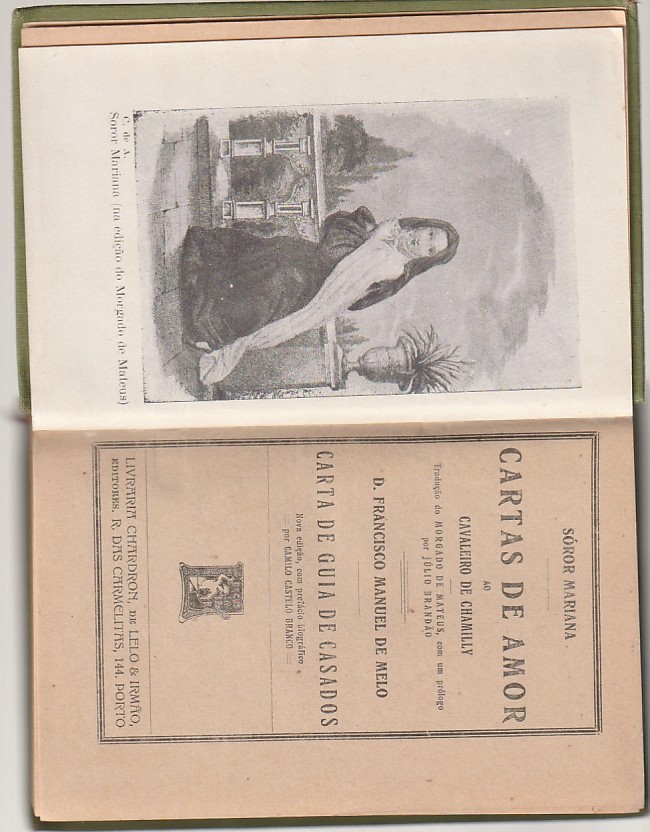 C. de A.
Soror Mariana (na edição do Morgado de Mateus)
SÓROR MARIANA
CARTAS DE AMOR
AO
CAVALEIRO DE CHAMILLY
Tradução do MORGADO DE MATEUS, com um prólogo
por JÚLIO BRANDÃO
D. FRANCISCO MANUEL DE MELO
CARTA DE GUIA DE CASADOS
Nova edição, com prefácio biográfico
por CAMILO CASTELO BRANCO
LIVRARIA CHARDRON, DE LELO & IRMÃO,
EDITORES, R. DAS CARMELITAS, 144, PORTO